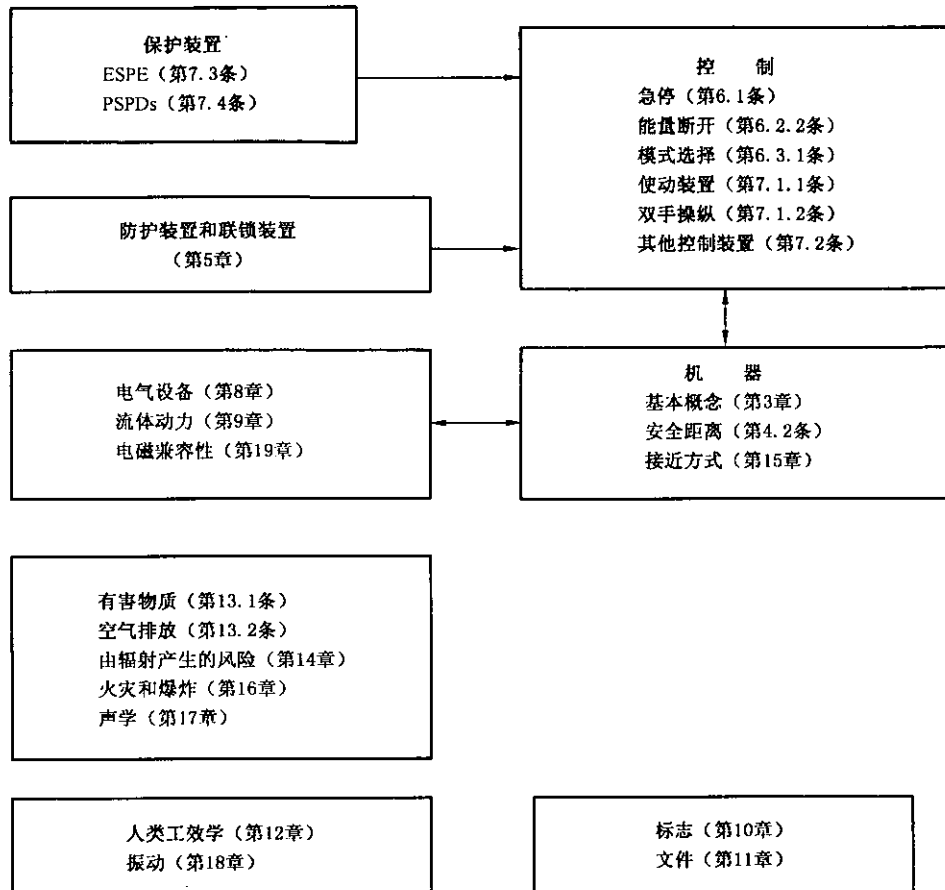 保护装置
ESPE（第7.3条）
PSPDs（第7.4条）
控 制
急停（第6.1条）
能量断开（第6.2.2条）
模式选择（第6.3.1条）
使动装置（第7.1.1条）
双手操纵（第7.1.2条）
其他控制装置（第7.2条）
防护装置和联锁装置
（第5章）
电气设备（第8章）
流体动力（第9章）
电磁兼容性（第19章）
机 器
基本概念（第3章）
安全距离（第4.2条）
接近方式（第15章）
有害物质（第13.1条）
空气排放（第13.2条）
由辐射产生的风险（第14章）
火灾和爆炸（第16章）
声学（第17章）
人类工效学（第12章）
振动（第18章）
标志（第10章）
文件（第11章）